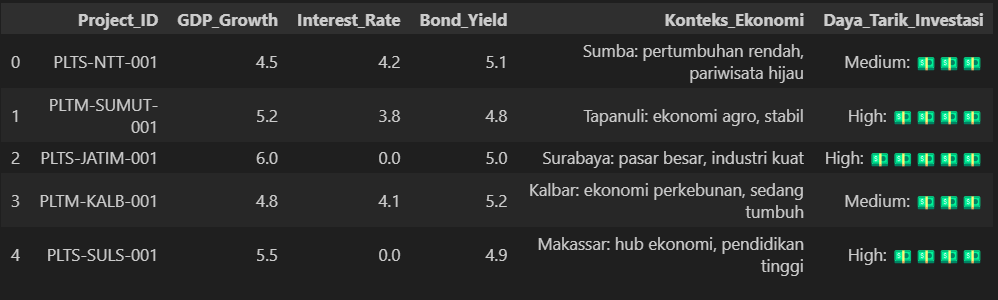 Project_ID GDP_Growth Interest_Rate Bond_Yield Konteks_Ekonomi Daya_Tarik_Investasi
0 PLTS-NTT-001 4.5 4.2 5.1 Sumba: pertumbuhan rendah, pariwisata hijau Medium: 💵 💵 💵
1 PLTM-SUMUT-001 5.2 3.8 4.8 Tapanuli: ekonomi agro, stabil High: 💵 💵 💵 💵
2 PLTS-JATIM-001 6.0 0.0 5.0 Surabaya: pasar besar, industri kuat High: 💵 💵 💵 💵 💵
3 PLTM-KALB-001 4.8 4.1 5.2 Kalbar: ekonomi perkebunan, sedang tumbuh Medium: 💵 💵 💵
4 PLTS-SULS-001 5.5 0.0 4.9 Makassar: hub ekonomi, pendidikan tinggi High: 💵 💵 💵 💵